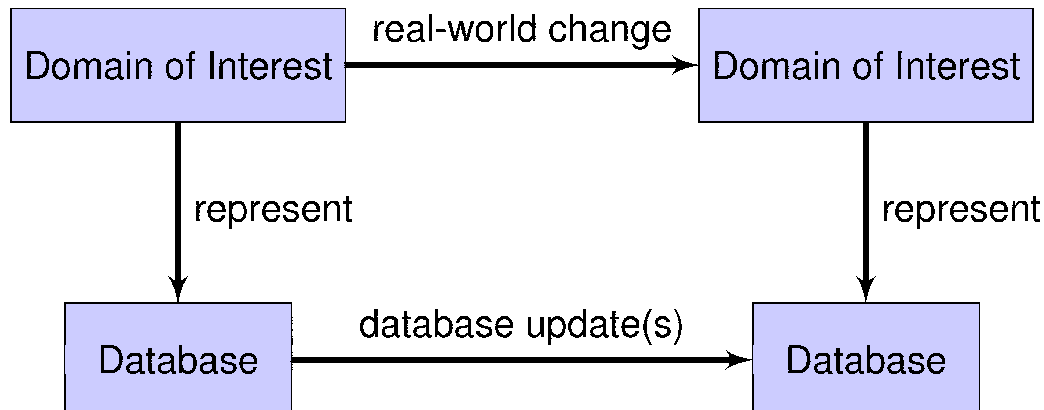 real-world change
Domain of Interest
Domain of Interest
represent
represent
database update(s)
Database
Database